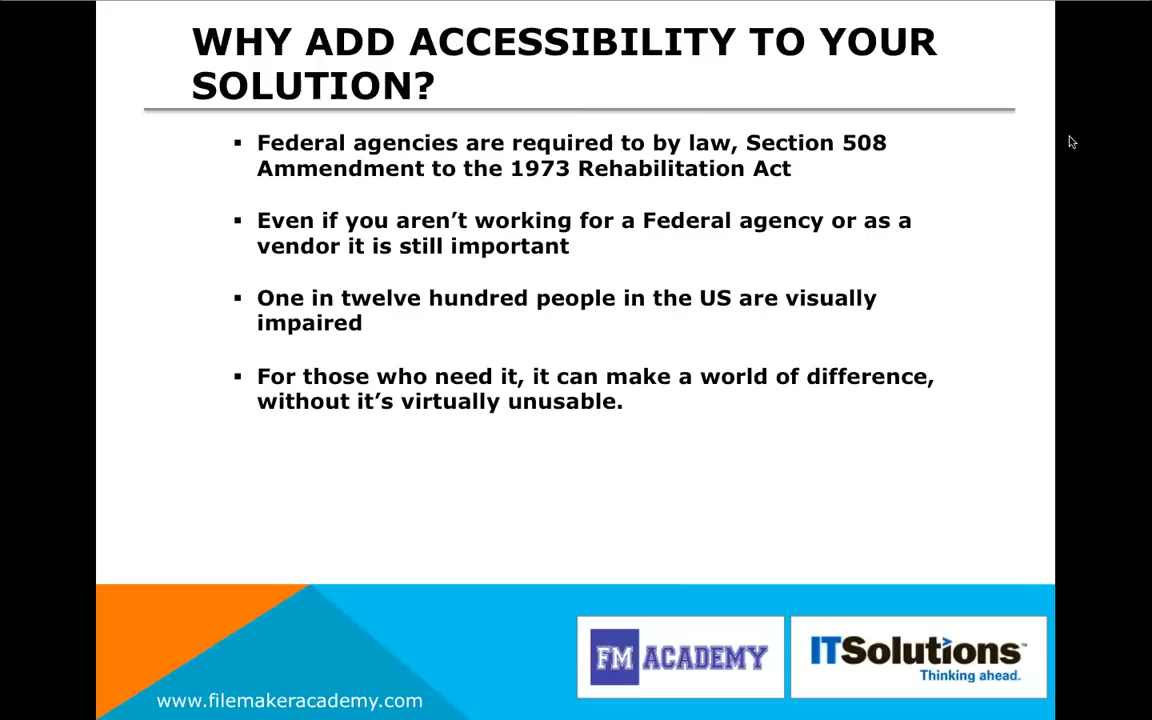 WHY ADD ACCESSIBILITY TO YOUR
SOLUTION?
▪ Federal agencies are required to by law, Section 508
Ammendment to the 1973 Rehabilitation Act
▪ Even if you aren’t working for a Federal agency or as a
vendor it is still important
▪ One in twelve hundred people in the US are visually
impaired
▪ For those who need it, it can make a world of difference,
without it’s virtually unusable.
FM ACADEMY
ITSolutions™
Thinking ahead.
www.filemakeracademy.com